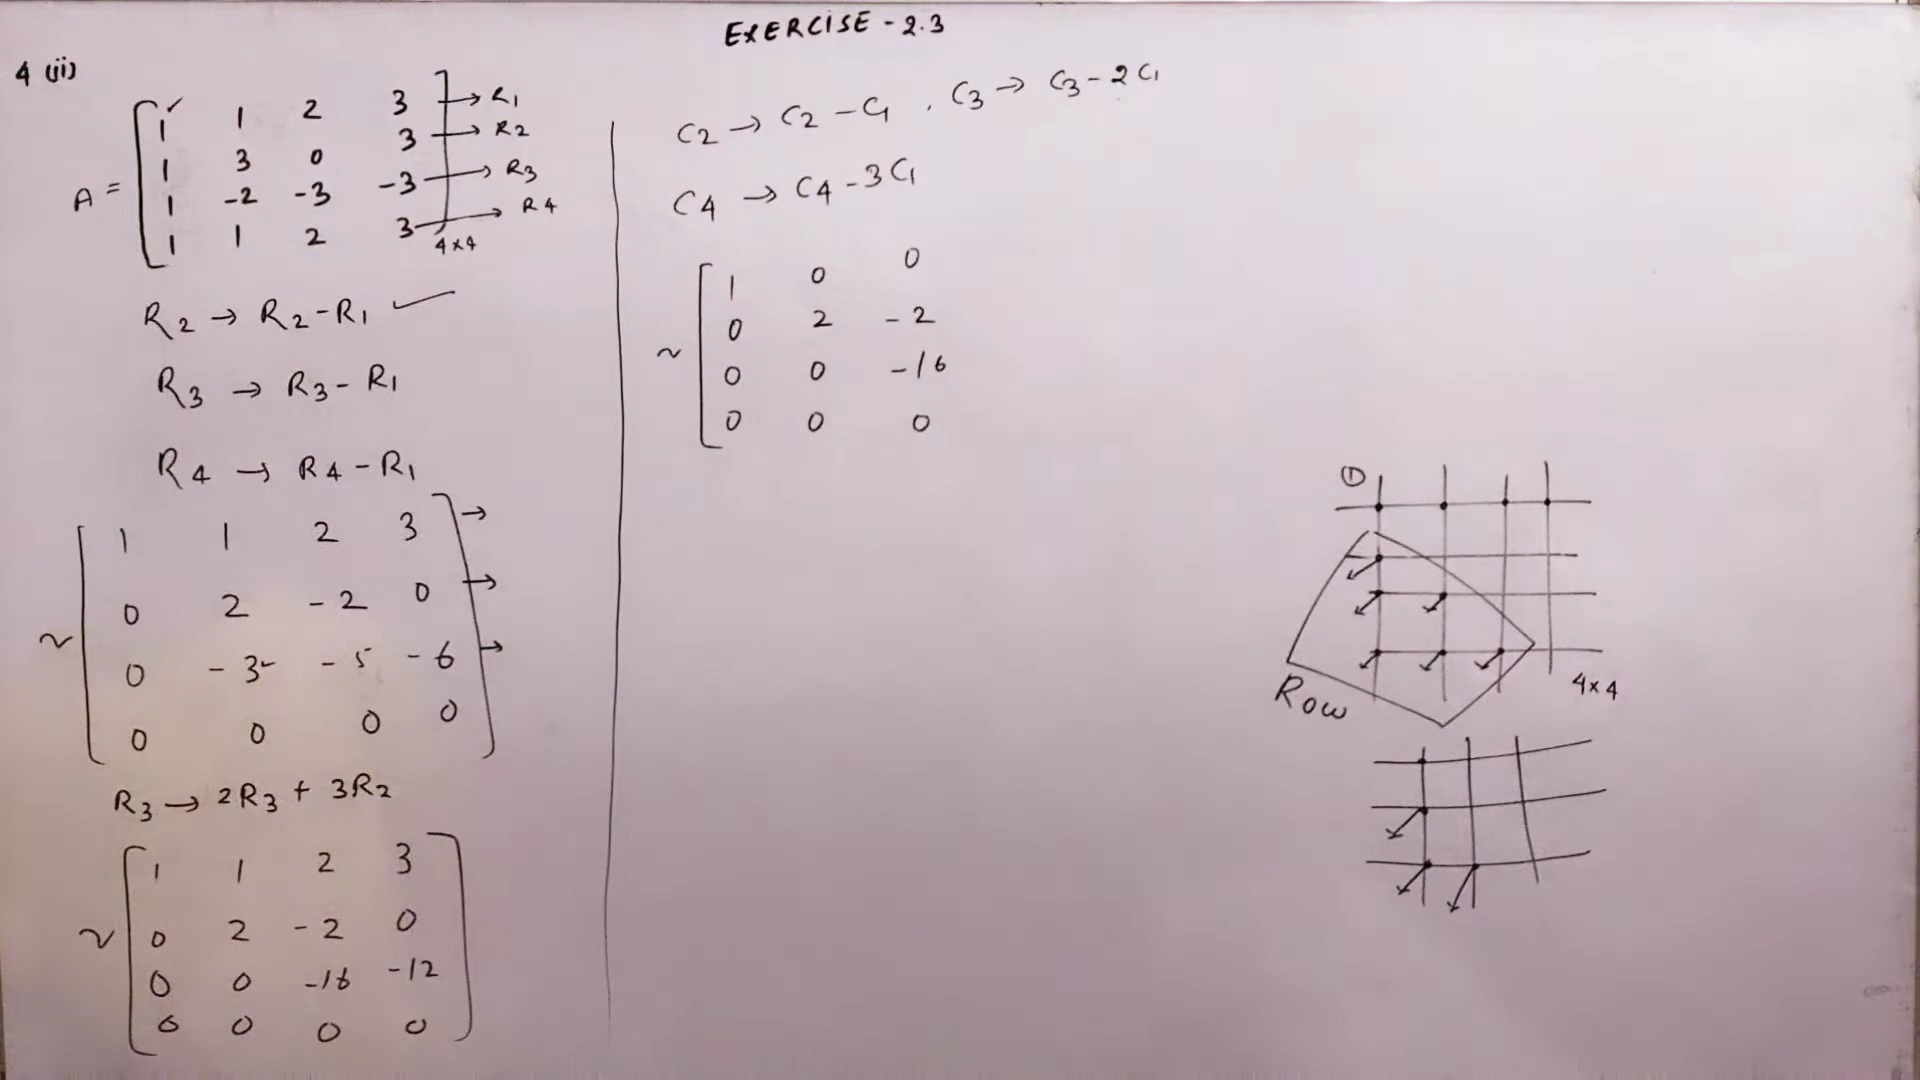 EXERCISE - 2.3
4 (ii)
A = [ 1 1 2 3 ] → R1
1 3 0 3 → R2
1 -2 -3 -3 → R3
1 1 2 3 → R4
4×4
R2 → R2 - R1
R3 → R3 - R1
R4 → R4 - R1
~ [ 1 1 2 3 ] →
0 2 -2 0 →
0 -3 -5 -6 →
0 0 0 0
R3 → 2R3 + 3R2
~ [ 1 1 2 3 ]
0 2 -2 0
0 0 -16 -12
0 0 0 0
C2 → C2 - C1 , C3 → C3 - 2C1
C4 → C4 - 3C1
~ [ 1 0 0
0 2 -2
0 0 -16
0 0 0
①
4×4
Row